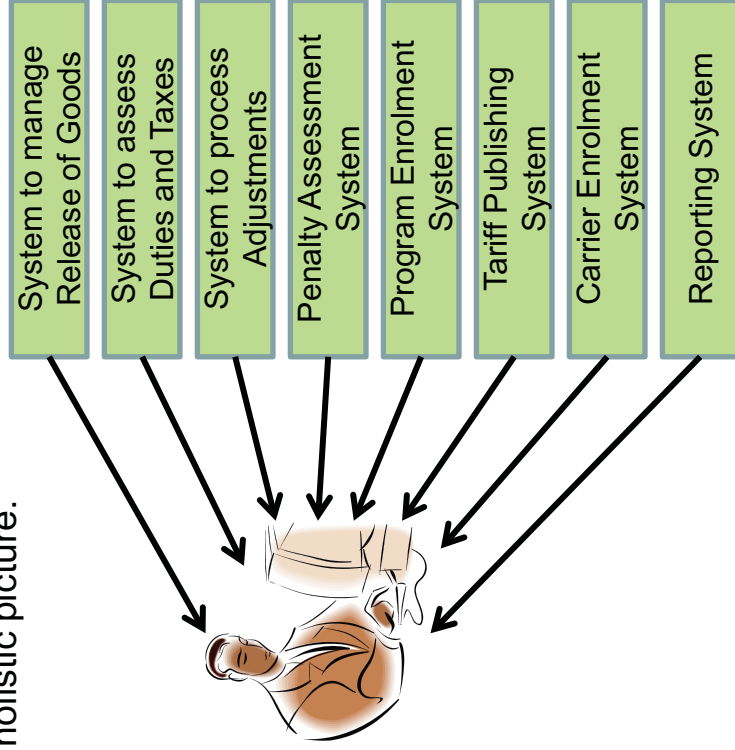 holistic picture.
System to manage
Release of Goods
System to assess
Duties and Taxes
System to process
Adjustments
Penalty Assessment
System
Program Enrolment
System
Tariff Publishing
System
Carrier Enrolment
System
Reporting System